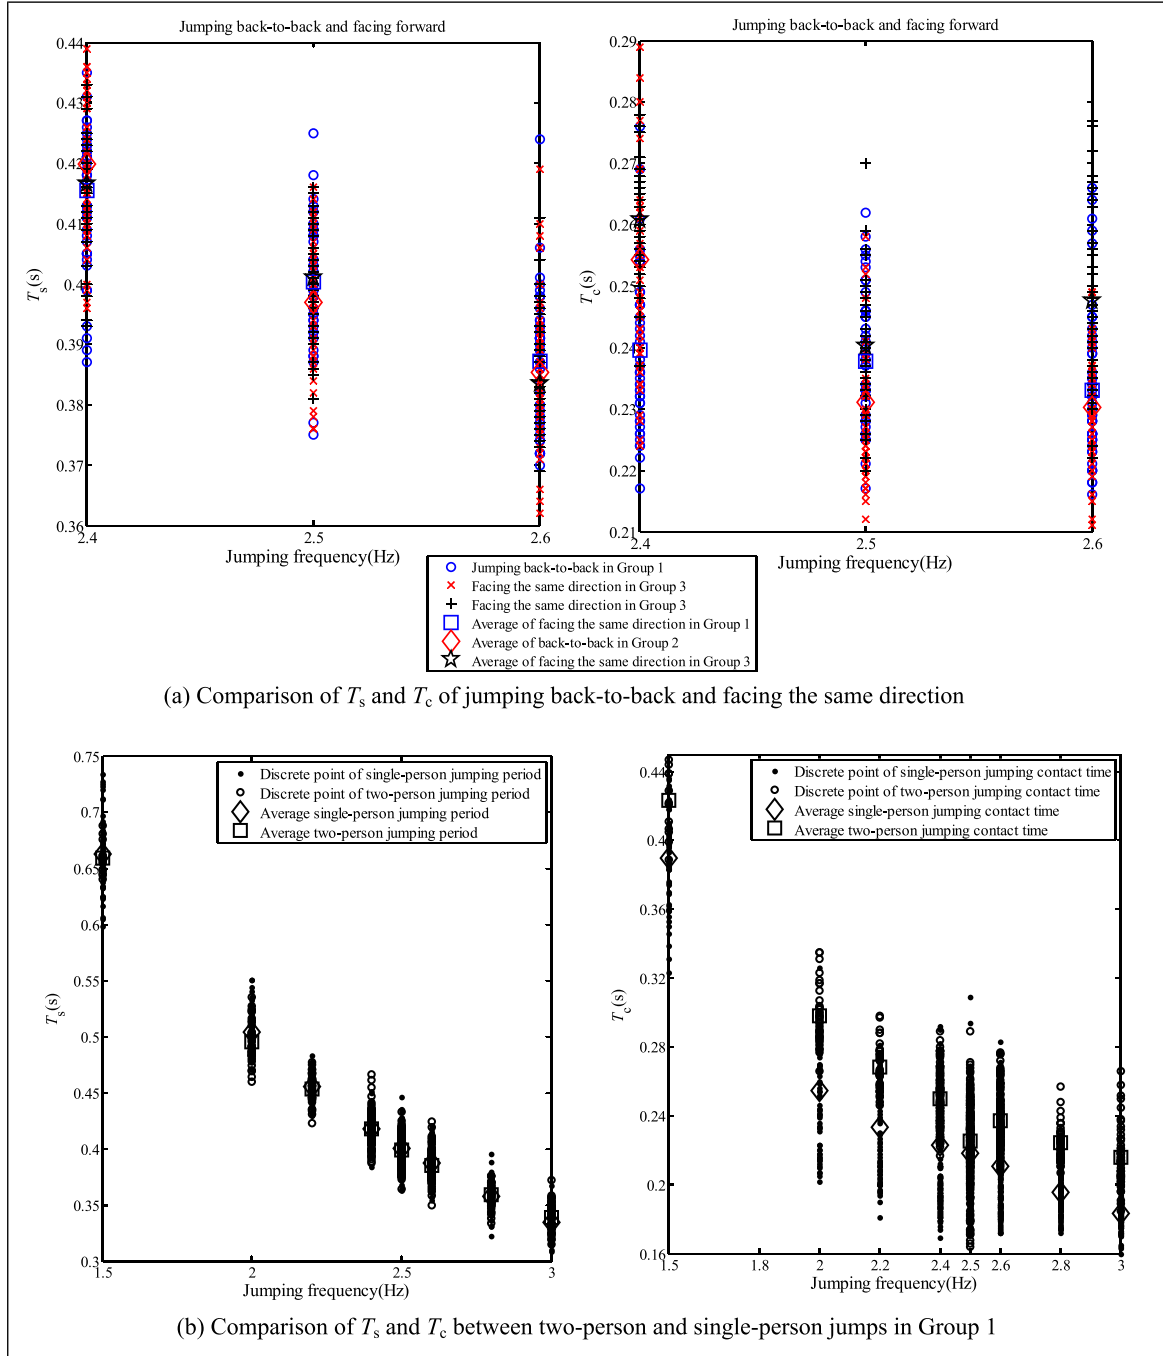 Jumping back-to-back and facing forward
0.44
0.43
0.42
0.41
0.4
0.39
0.38
0.37
0.36
Ts(s)
2.4 2.5 2.6
Jumping frequency(Hz)
Jumping back-to-back and facing forward
0.29
0.28
0.27
0.26
0.25
0.24
0.23
0.22
0.21
Tc(s)
2.4 2.5 2.6
Jumping frequency(Hz)
Jumping back-to-back in Group 1
Facing the same direction in Group 3
Facing the same direction in Group 3
Average of facing the same direction in Group 1
Average of back-to-back in Group 2
Average of facing the same direction in Group 3
(a) Comparison of Ts and Tc of jumping back-to-back and facing the same direction
0.75
0.7
0.65
0.6
0.55
0.5
0.45
0.4
0.35
0.3
Ts(s)
Discrete point of single-person jumping period
Discrete point of two-person jumping period
Average single-person jumping period
Average two-person jumping period
1.5 2 2.5 3
Jumping frequency(Hz)
0.44
0.4
0.36
0.32
0.28
0.24
0.2
0.16
Tc(s)
Discrete point of single-person jumping contact time
Discrete point of two-person jumping contact time
Average single-person jumping contact time
Average two-person jumping contact time
1.5 1.8 2 2.2 2.4 2.5 2.6 2.8 3
Jumping frequency(Hz)
(b) Comparison of Ts and Tc between two-person and single-person jumps in Group 1